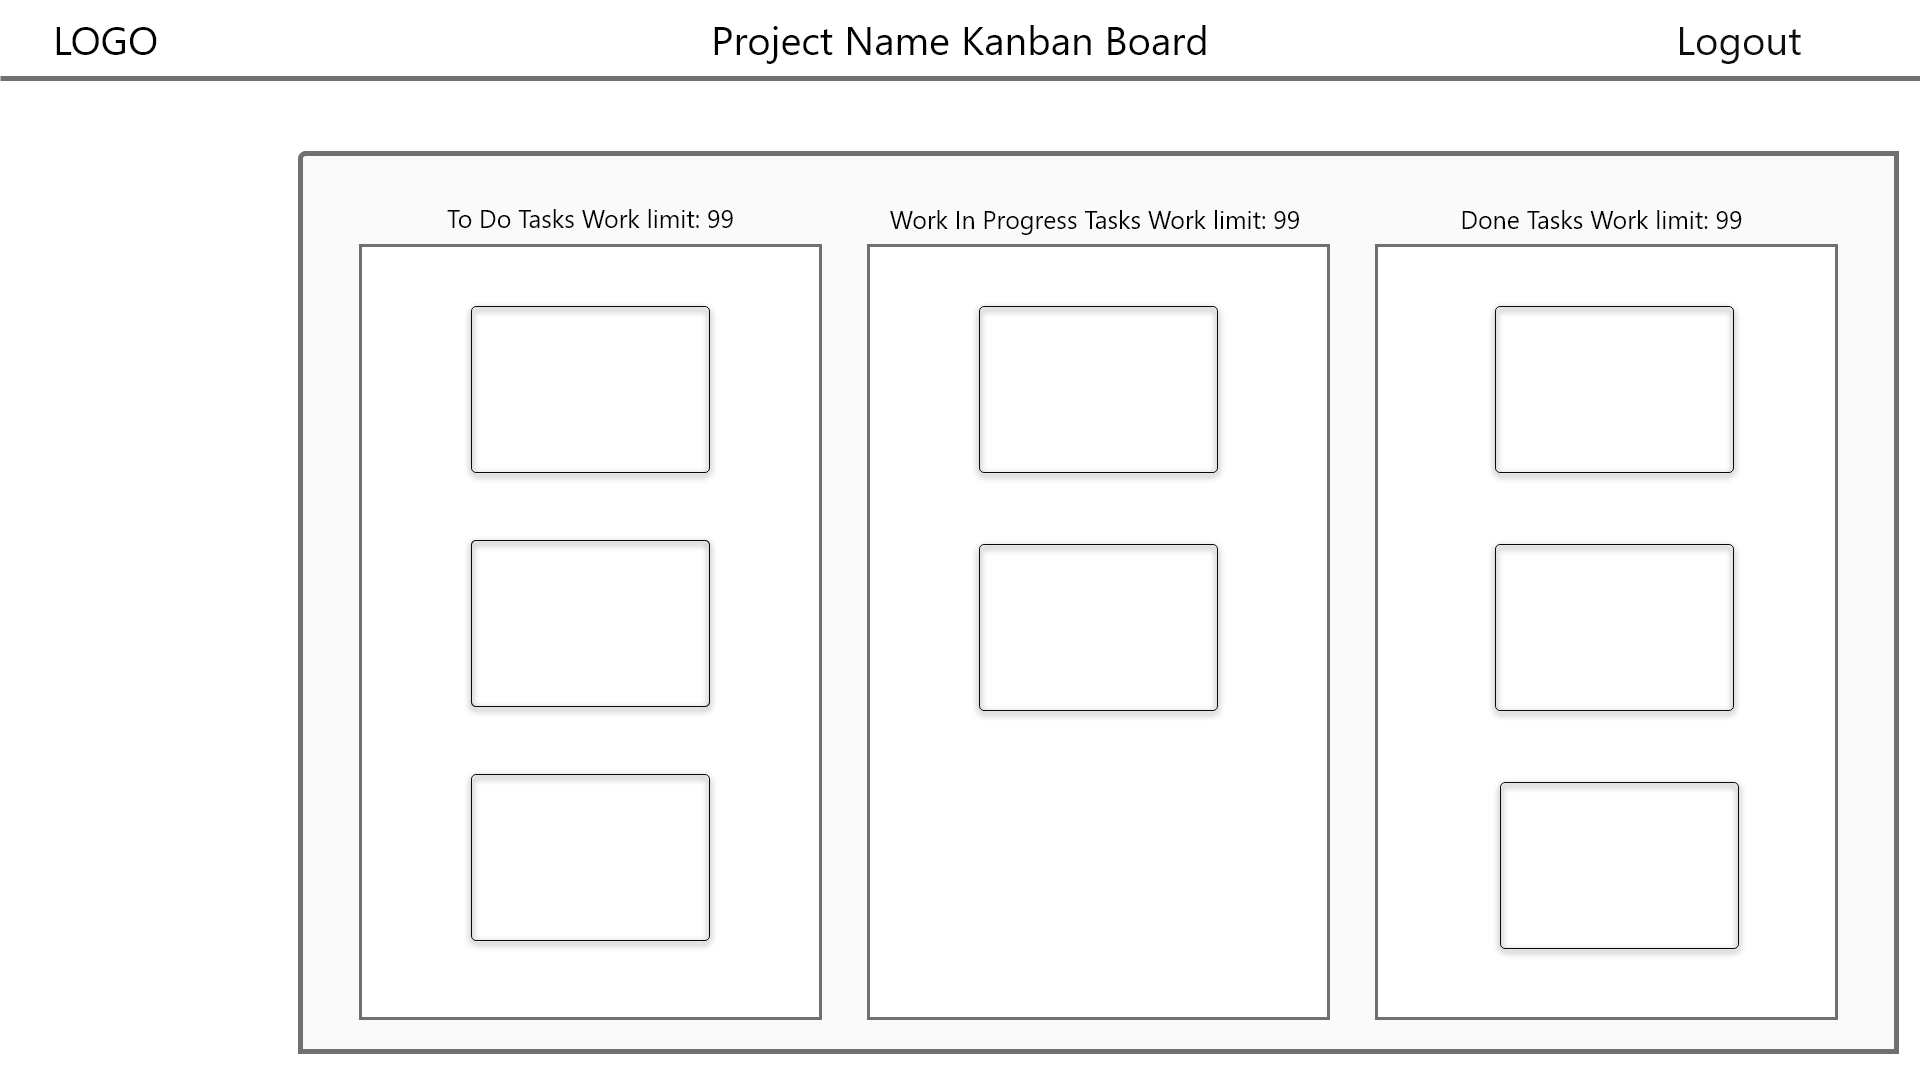 LOGO
Project Name Kanban Board
Logout
To Do Tasks Work limit: 99
Work In Progress Tasks Work limit: 99
Done Tasks Work limit: 99